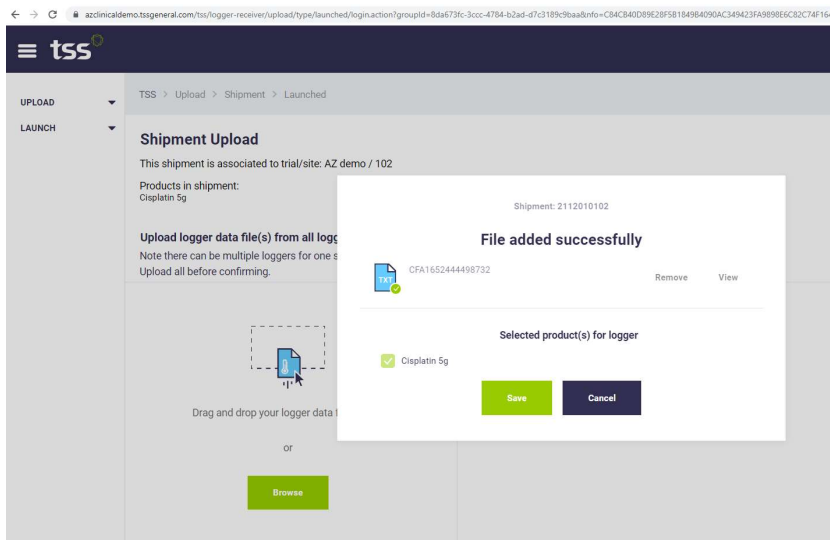 azclinicaldemo.tssgeneral.com/tss/logger-receiver/upload/type/launched/login.action?groupId=8da673fc-3ccc-4784-b2ad-d7c3189c9baa&info=C84CB40D89E28F5B1849B4090AC349423FA9898E6C82C74F164
tss
UPLOAD
LAUNCH
TSS > Upload > Shipment > Launched
Shipment Upload
This shipment is associated to trial/site: AZ demo / 102
Products in shipment:
Cisplatin 5g
Upload logger data file(s) from all logg
Note there can be multiple loggers for one s
Upload all before confirming.
Drag and drop your logger data f
or
Browse
Shipment: 2112010102
File added successfully
TXT
CFA1652444498732
Remove View
Selected product(s) for logger
Cisplatin 5g
Save Cancel